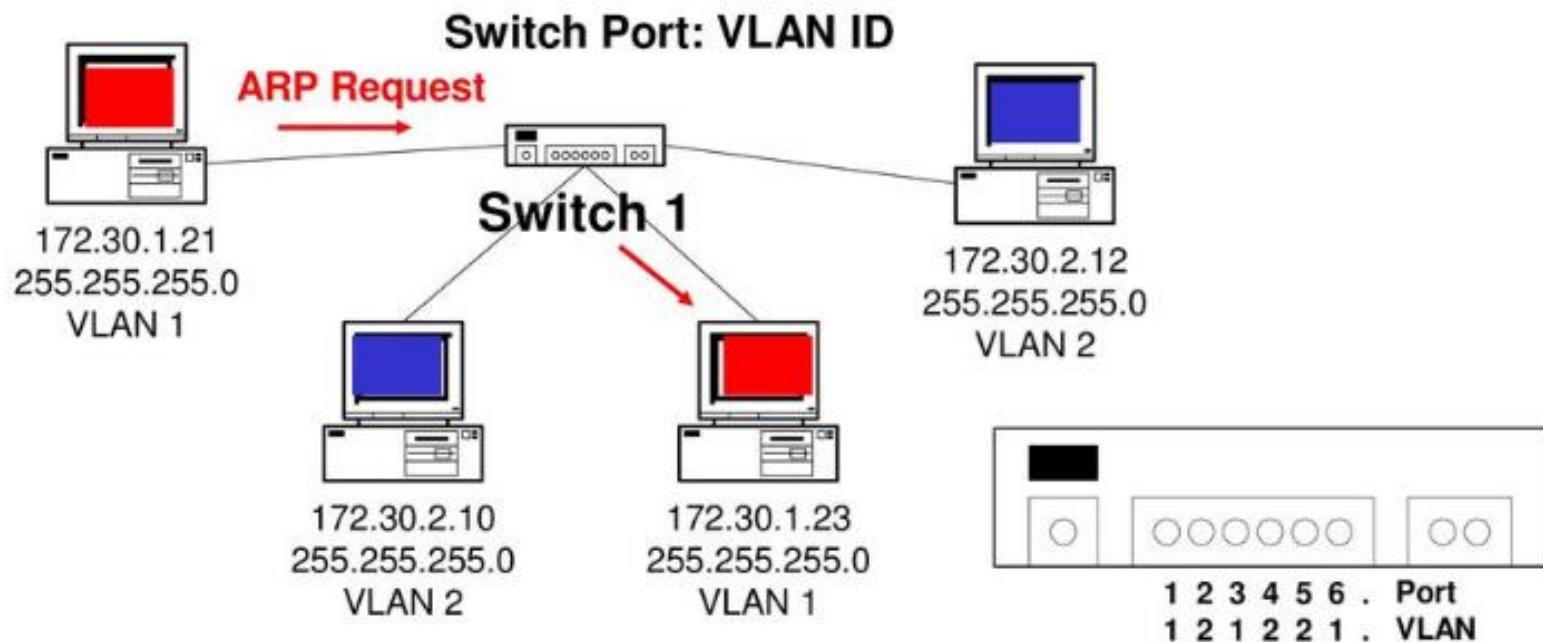 Switch Port: VLAN ID
ARP Request
Switch 1
172.30.1.21
255.255.255.0
VLAN 1
172.30.2.12
255.255.255.0
VLAN 2
172.30.2.10
255.255.255.0
VLAN 2
172.30.1.23
255.255.255.0
VLAN 1
1 2 3 4 5 6 . Port
1 2 1 2 2 1 . VLAN